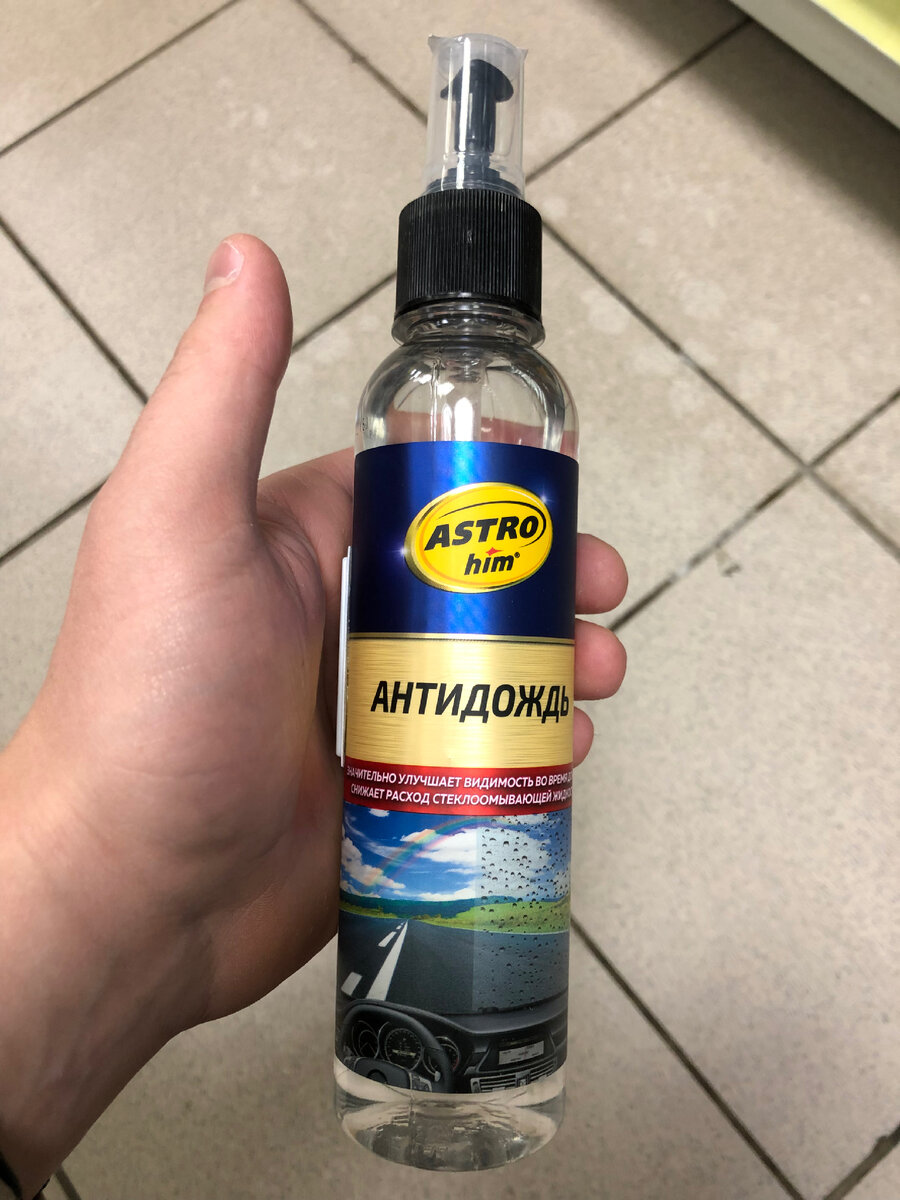 ASTRO
him®
АНТИДОЖДЬ
ЗНАЧИТЕЛЬНО УЛУЧШАЕТ ВИДИМОСТЬ ВО ВРЕМЯ
СНИЖАЕТ РАСХОД СТЕКЛООМЫВАЮЩЕЙ